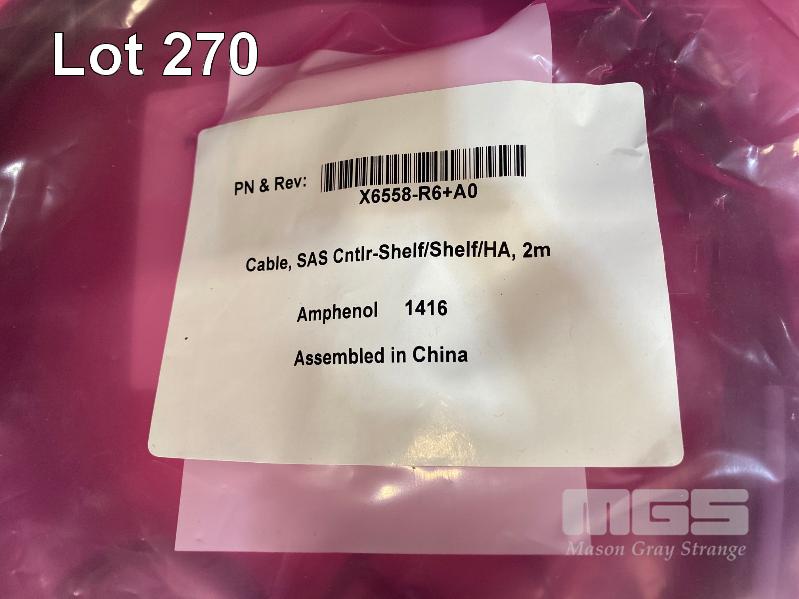 Lot 270
PN & Rev:
X6558-R6+A0
Cable, SAS Cntlr-Shelf/Shelf/HA, 2m
Amphenol 1416
Assembled in China
MGS
Mason Gray Strange